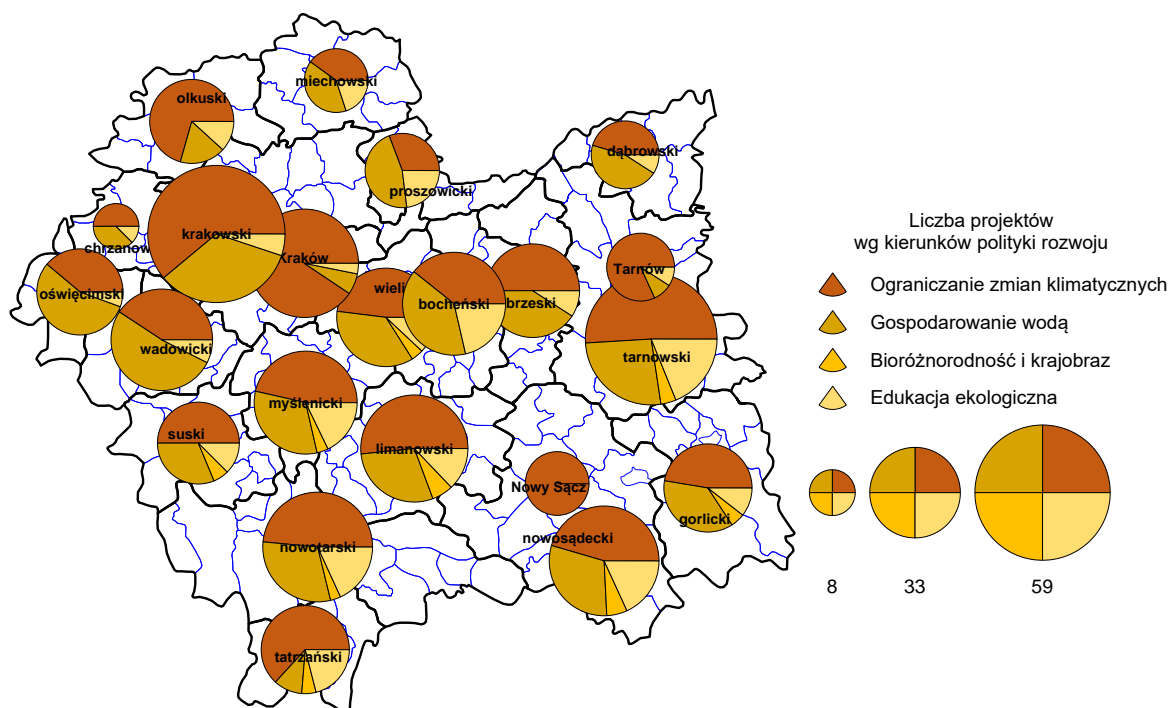 miechowski
olkuski
dąbrowski
proszowicki
krakowski
chrzanow
Kraków
Tarnów
wieli
oświęcimski
bocheński
brzeski
wadowicki
tarnowski
myślenicki
suski
limanowski
Nowy Sącz
gorlicki
nowosądecki
nowotarski
tatrzański
Liczba projektów
wg kierunków polityki rozwoju
Ograniczanie zmian klimatycznych
Gospodarowanie wodą
Bioróżnorodność i krajobraz
Edukacja ekologiczna
8 33 59